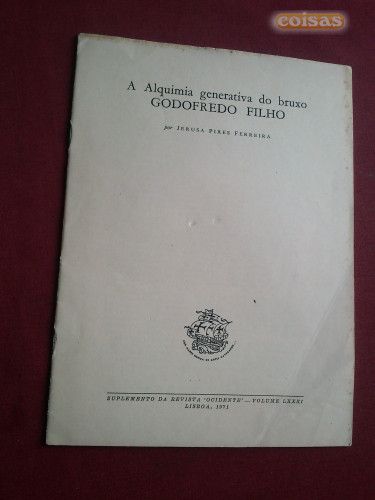 coisas
A Alquimia generativa do bruxo
GODOFREDO FILHO
por JERUSA PIRES FERREIRA
SUPLEMENTO DA REVISTA 'OCIDENTE' — VOLUME LXXXI
LISBOA, 1971